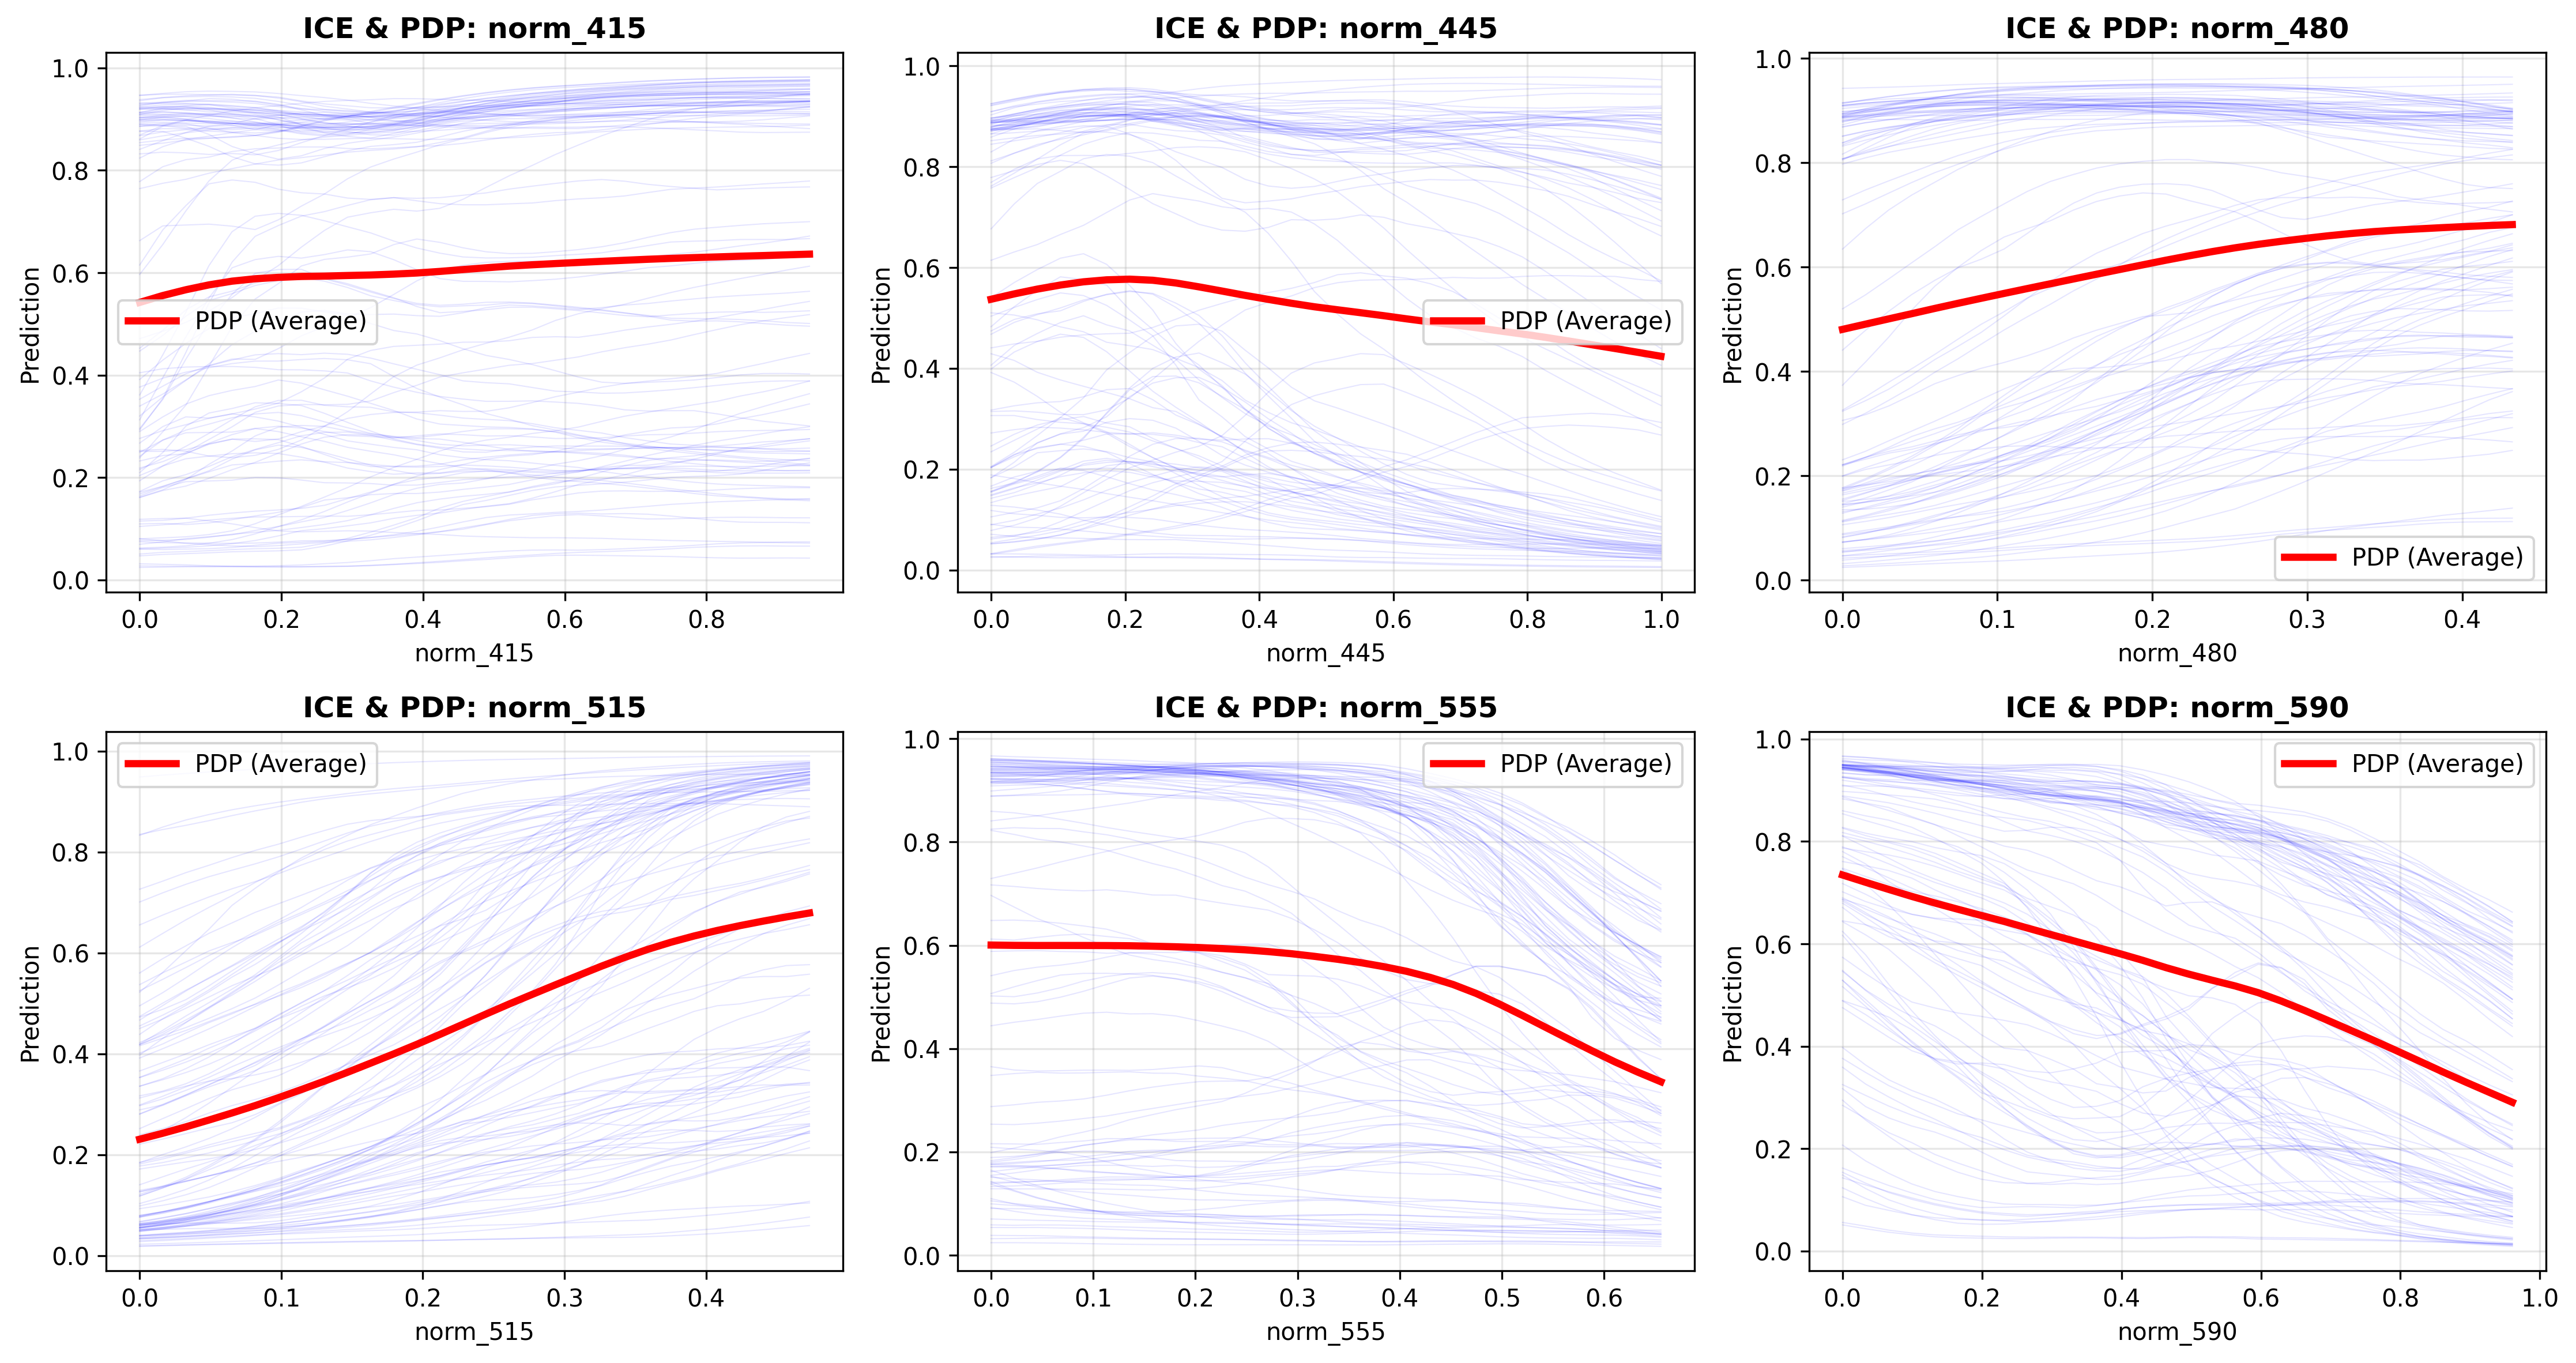 ICE & PDP: norm_415
1.0
0.8
0.6
0.4
0.2
0.0
Prediction
PDP (Average)
0.0 0.2 0.4 0.6 0.8
norm_415
ICE & PDP: norm_445
1.0
0.8
0.6
0.4
0.2
0.0
Prediction
PDP (Average)
0.0 0.2 0.4 0.6 0.8 1.0
norm_445
ICE & PDP: norm_480
1.0
0.8
0.6
0.4
0.2
0.0
Prediction
PDP (Average)
0.0 0.1 0.2 0.3 0.4
norm_480
ICE & PDP: norm_515
1.0
0.8
0.6
0.4
0.2
0.0
Prediction
PDP (Average)
0.0 0.1 0.2 0.3 0.4
norm_515
ICE & PDP: norm_555
1.0
0.8
0.6
0.4
0.2
0.0
Prediction
PDP (Average)
0.0 0.1 0.2 0.3 0.4 0.5 0.6
norm_555
ICE & PDP: norm_590
1.0
0.8
0.6
0.4
0.2
0.0
Prediction
PDP (Average)
0.0 0.2 0.4 0.6 0.8 1.0
norm_590